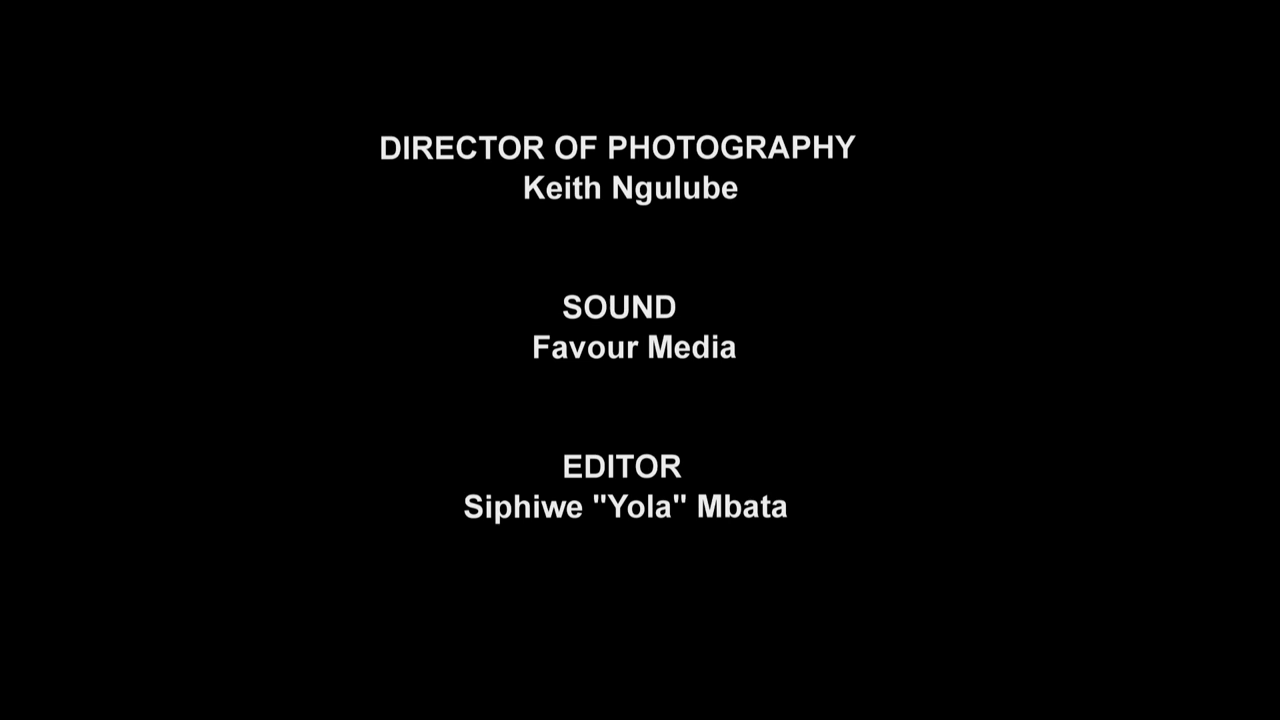 DIRECTOR OF PHOTOGRAPHY
Keith Ngulube
SOUND
Favour Media
EDITOR
Siphiwe "Yola" Mbata